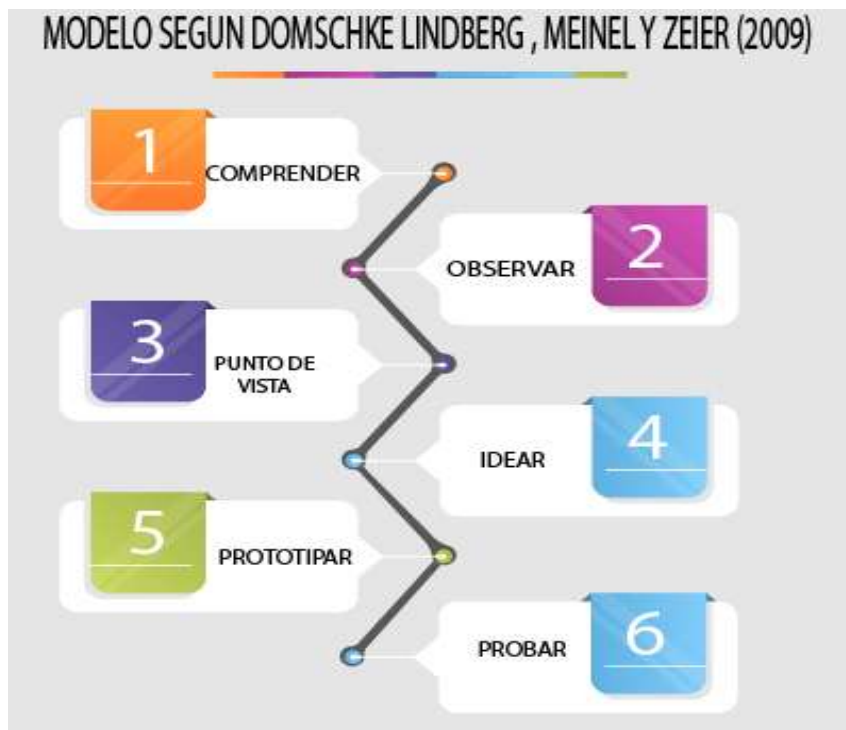 MODELO SEGUN DOMSCHKE LINDBERG , MEINEL Y ZEIER (2009)
1
COMPRENDER
OBSERVAR
2
3
PUNTO DE
VISTA
IDEAR
4
5
PROTOTIPAR
PROBAR
6